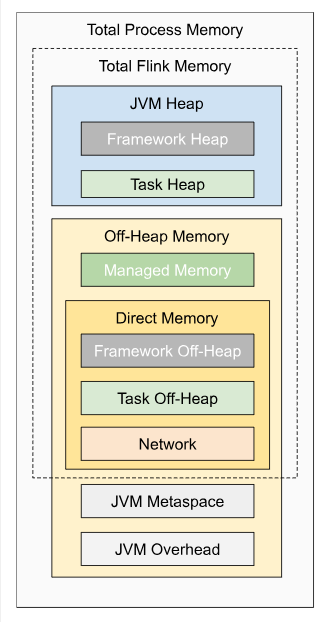 Total Process Memory
Total Flink Memory
JVM Heap
Framework Heap
Task Heap
Off-Heap Memory
Managed Memory
Direct Memory
Framework Off-Heap
Task Off-Heap
Network
JVM Metaspace
JVM Overhead